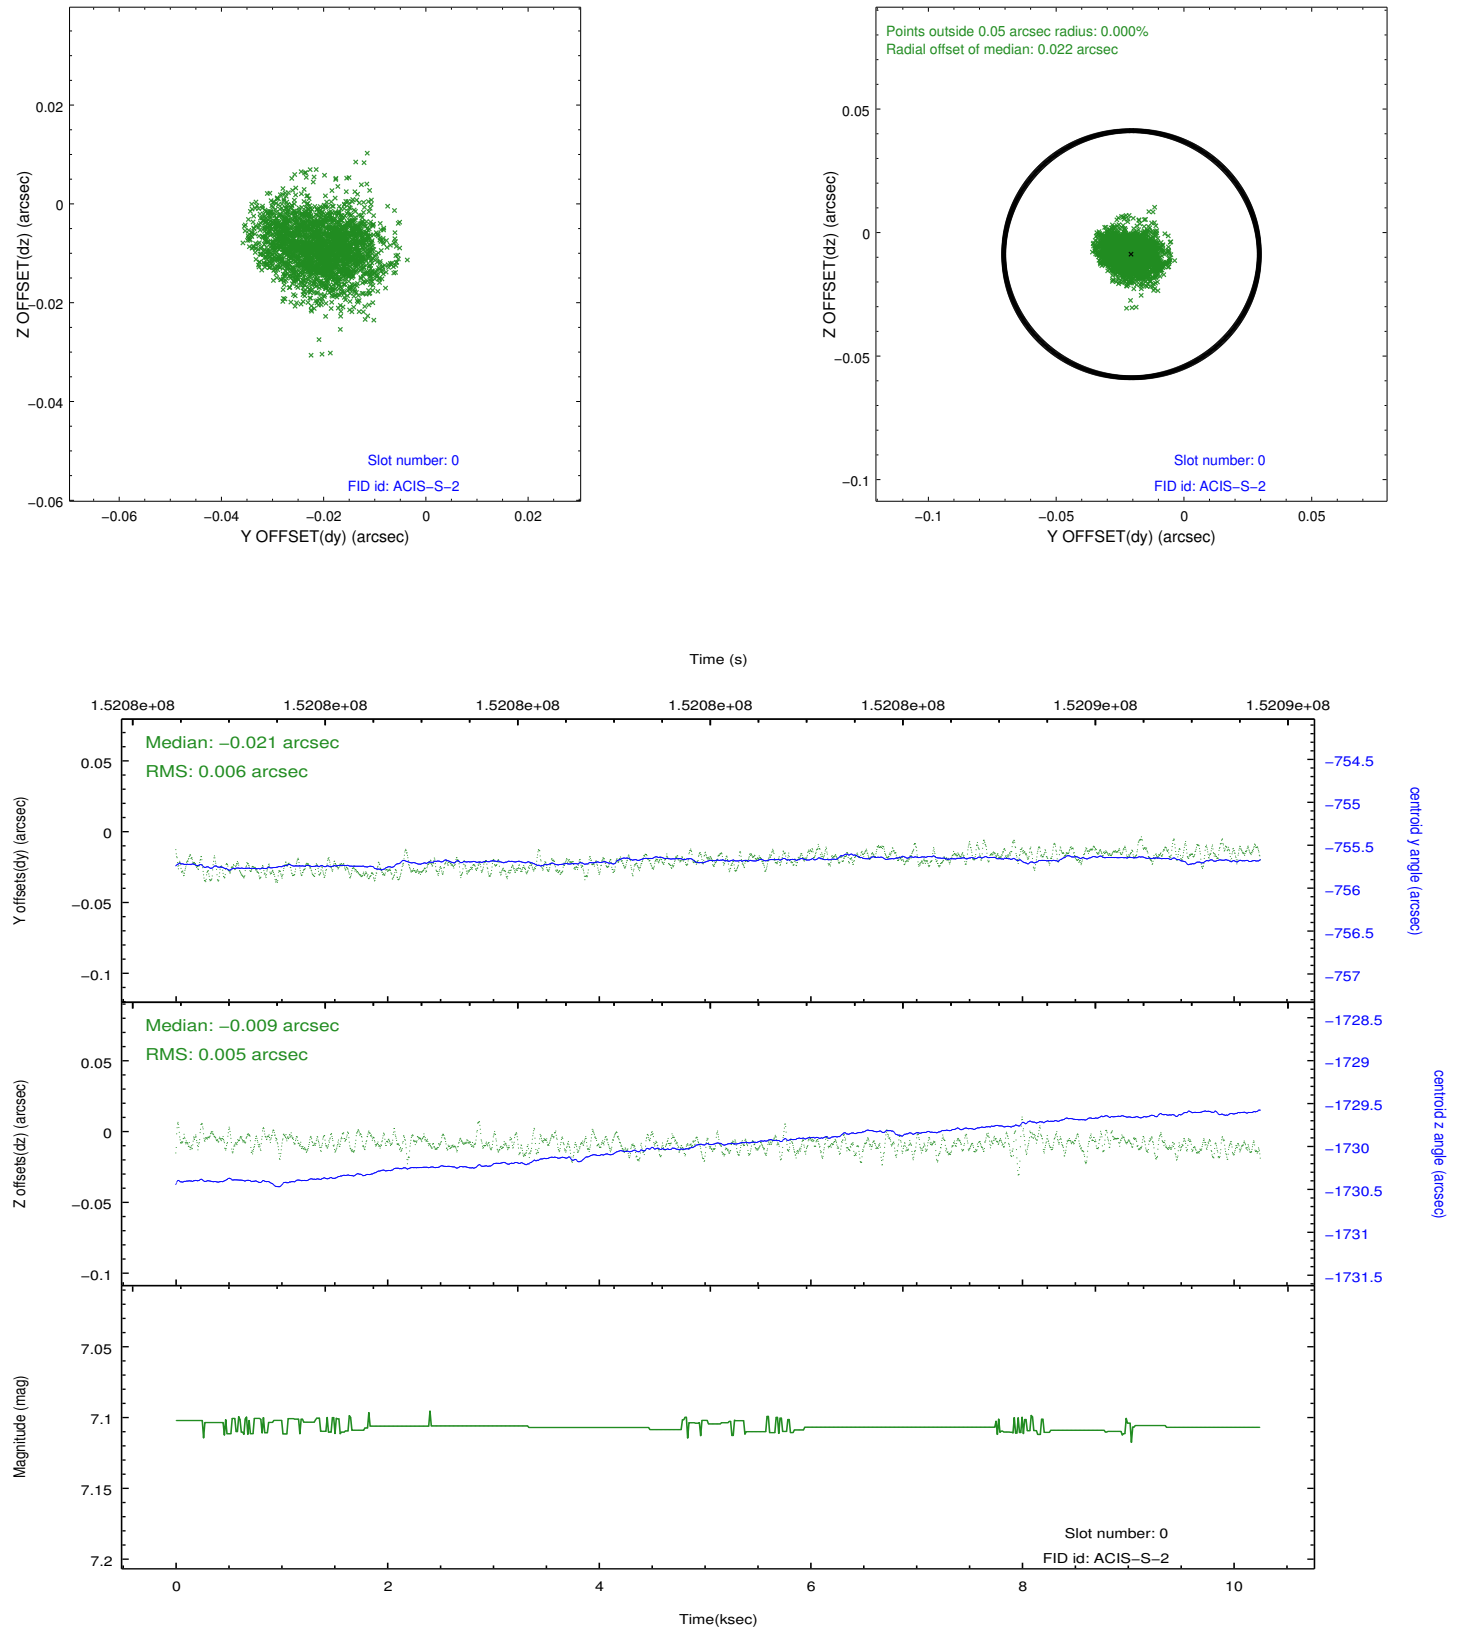 0.02
0
−0.02
−0.04
−0.06
Z OFFSET(dz) (arcsec)
Slot number: 0
FID id: ACIS−S−2
−0.06 −0.04 −0.02 0 0.02
Y OFFSET(dy) (arcsec)
Points outside 0.05 arcsec radius: 0.000%
Radial offset of median: 0.022 arcsec
0.05
0
−0.05
−0.1
Z OFFSET(dz) (arcsec)
Slot number: 0
FID id: ACIS−S−2
−0.1 −0.05 0 0.05
Y OFFSET(dy) (arcsec)
Time (s)
1.5208e+08 1.5208e+08 1.5208e+08 1.5208e+08 1.5208e+08 1.5209e+08 1.5209e+08
Median: −0.021 arcsec
RMS: 0.006 arcsec
0.05
0
−0.05
−0.1
Y offsets(dy) (arcsec)
−754.5
−755
−755.5
−756
−756.5
−757
centroid y angle (arcsec)
Median: −0.009 arcsec
RMS: 0.005 arcsec
0.05
0
−0.05
−0.1
Z offsets(dz) (arcsec)
−1728.5
−1729
−1729.5
−1730
−1730.5
−1731
−1731.5
centroid z angle (arcsec)
7.05
7.1
7.15
7.2
Magnitude (mag)
Slot number: 0
FID id: ACIS−S−2
0 2 4 6 8 10
Time(ksec)